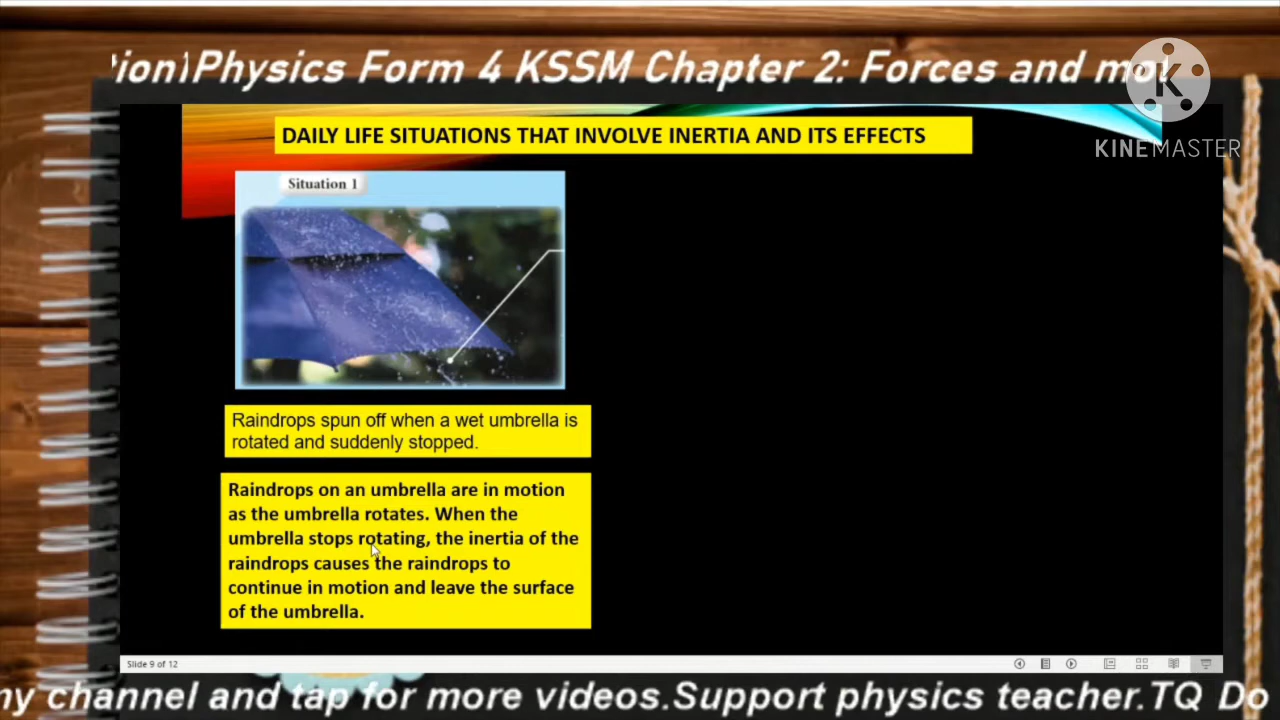 ion)Physics Form 4 KSSM Chapter 2: Forces and mo
KINEMASTER
DAILY LIFE SITUATIONS THAT INVOLVE INERTIA AND ITS EFFECTS
Situation 1
Raindrops spun off when a wet umbrella is
rotated and suddenly stopped.
Raindrops on an umbrella are in motion
as the umbrella rotates. When the
umbrella stops rotating, the inertia of the
raindrops causes the raindrops to
continue in motion and leave the surface
of the umbrella.
Slide 9 of 12
ny channel and tap for more videos.Support physics teacher.TQ Do